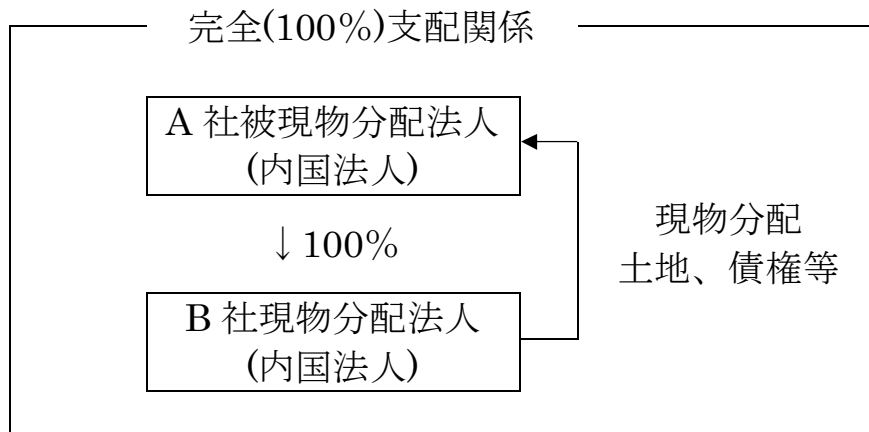 完全(100%)支配関係
A 社被現物分配法人
(内国法人)
↓100%
現物分配
土地、債権等
B 社現物分配法人
(内国法人)